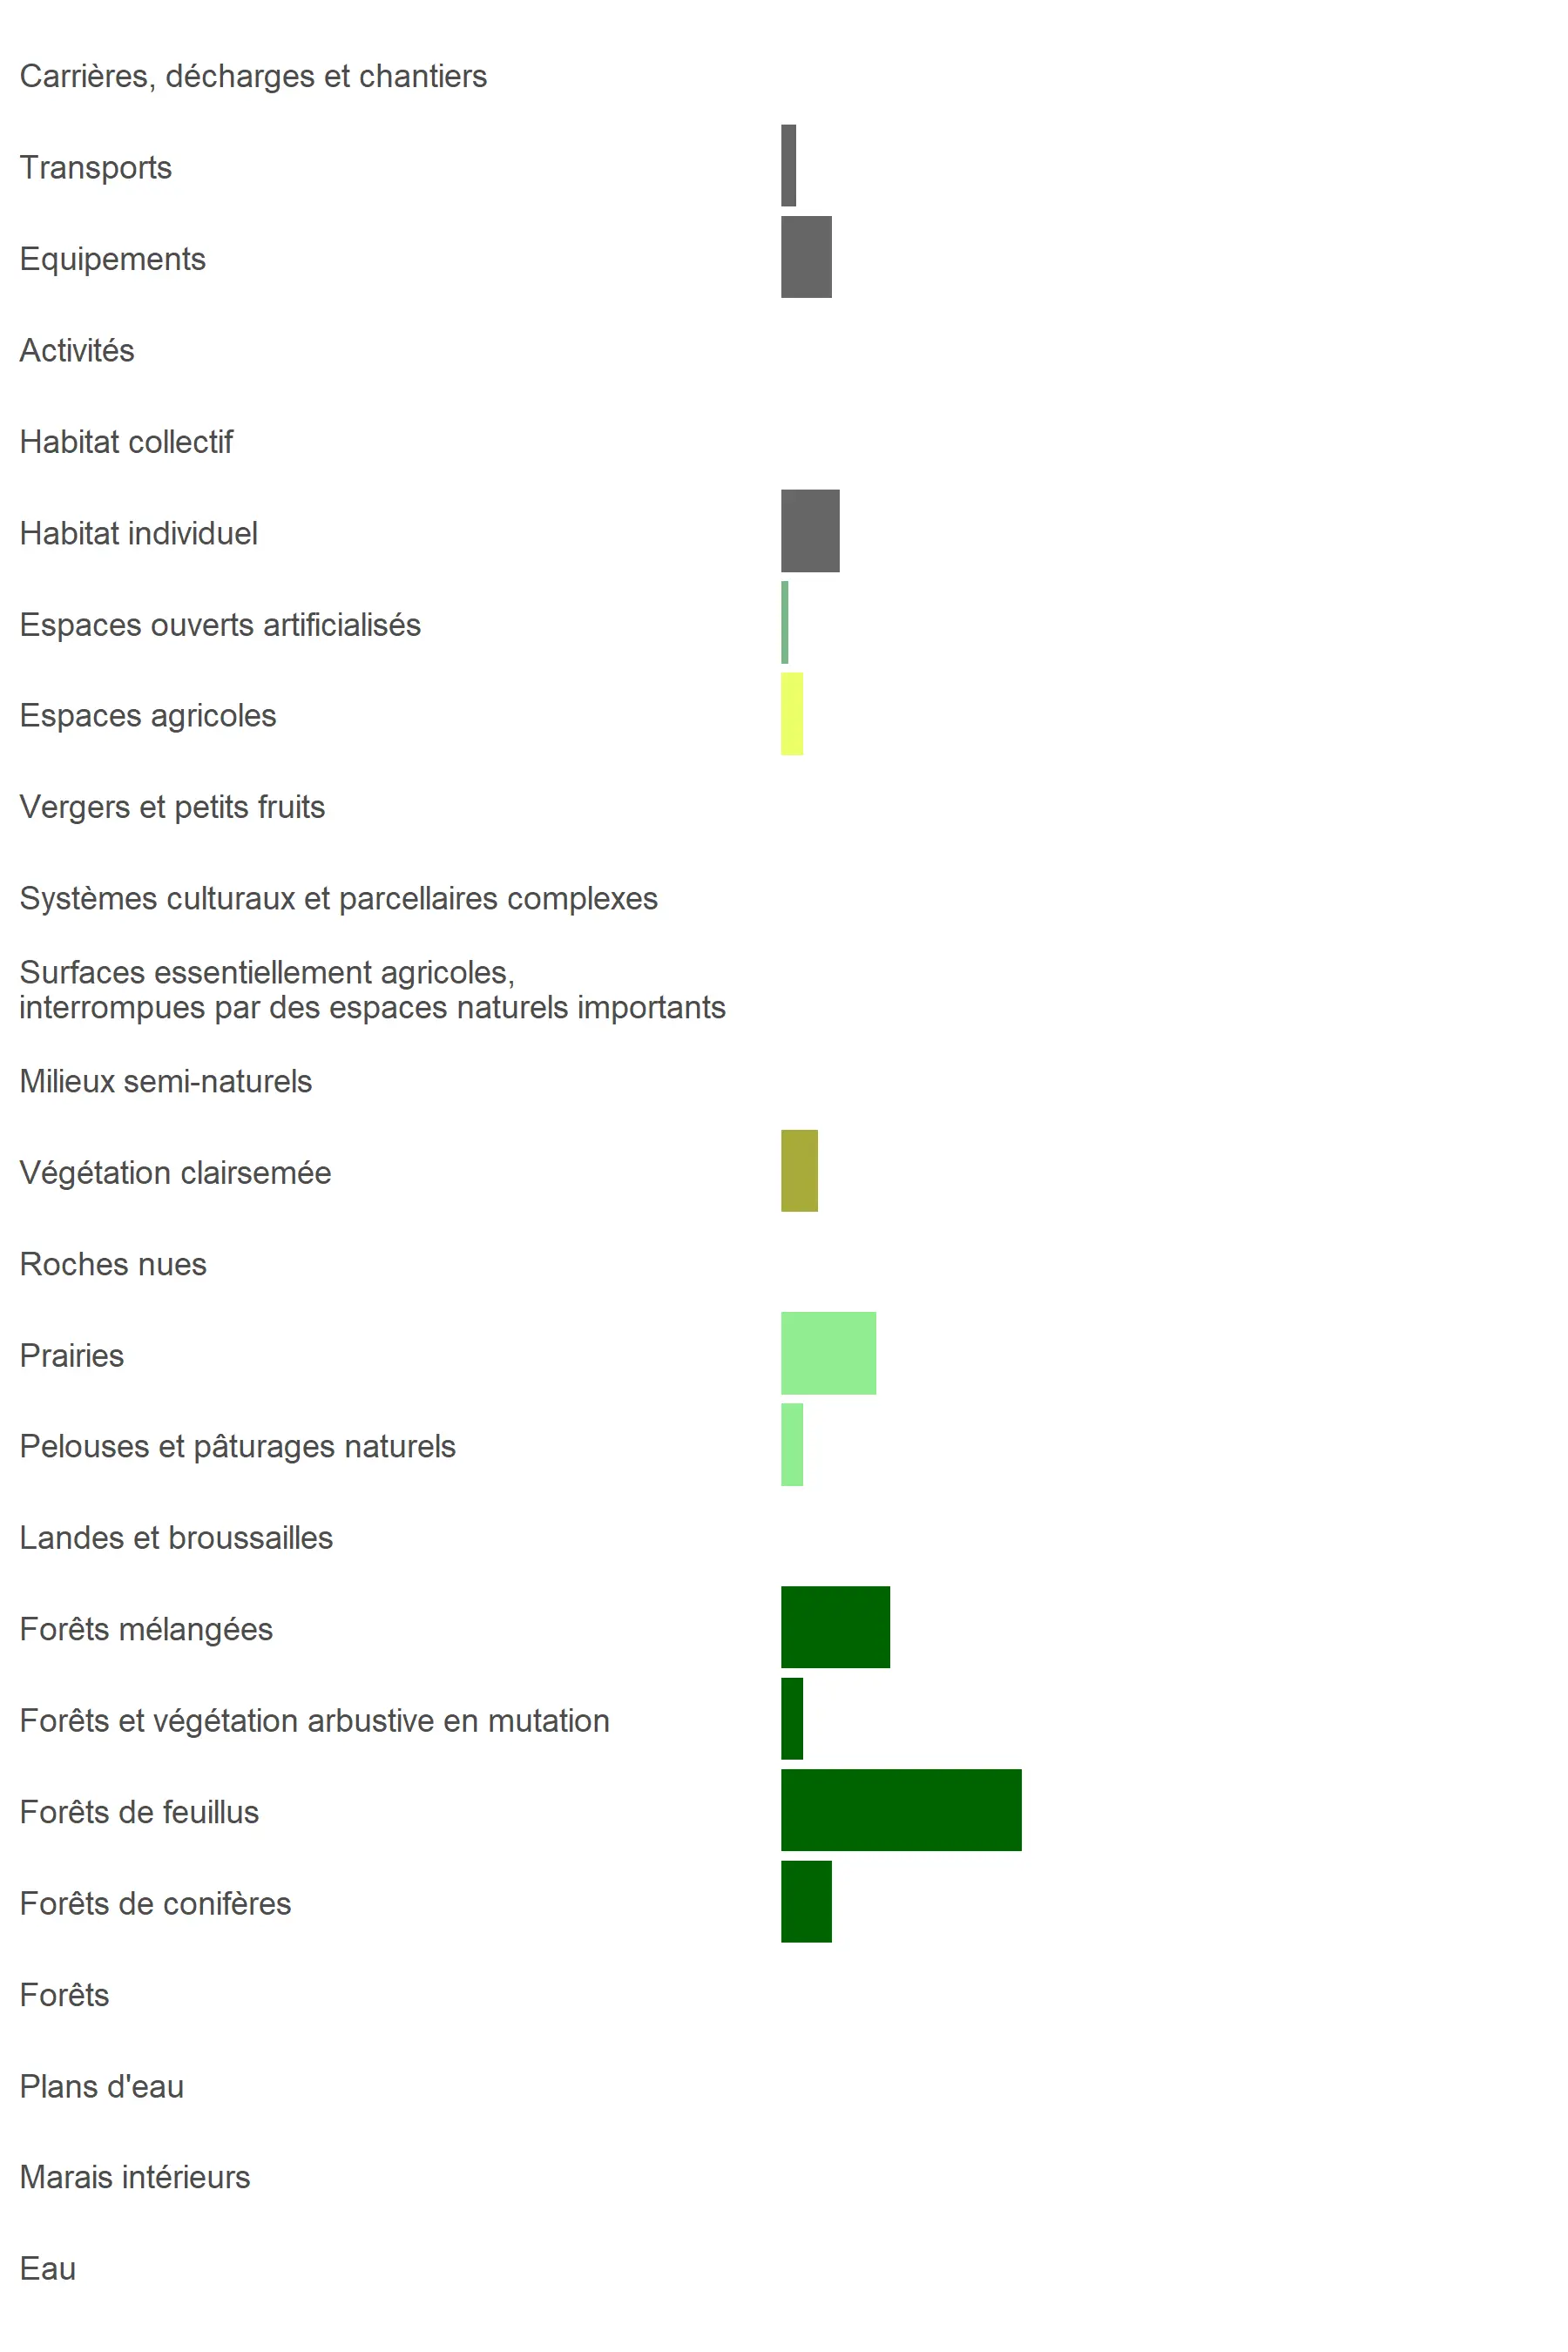 Carrières, décharges et chantiers
Transports
Equipements
Activités
Habitat collectif
Habitat individuel
Espaces ouverts artificialisés
Espaces agricoles
Vergers et petits fruits
Systèmes culturaux et parcellaires complexes
Surfaces essentiellement agricoles,
interrompues par des espaces naturels importants
Milieux semi-naturels
Végétation clairsemée
Roches nues
Prairies
Pelouses et pâturages naturels
Landes et broussailles
Forêts mélangées
Forêts et végétation arbustive en mutation
Forêts de feuillus
Forêts de conifères
Forêts
Plans d'eau
Marais intérieurs
Eau